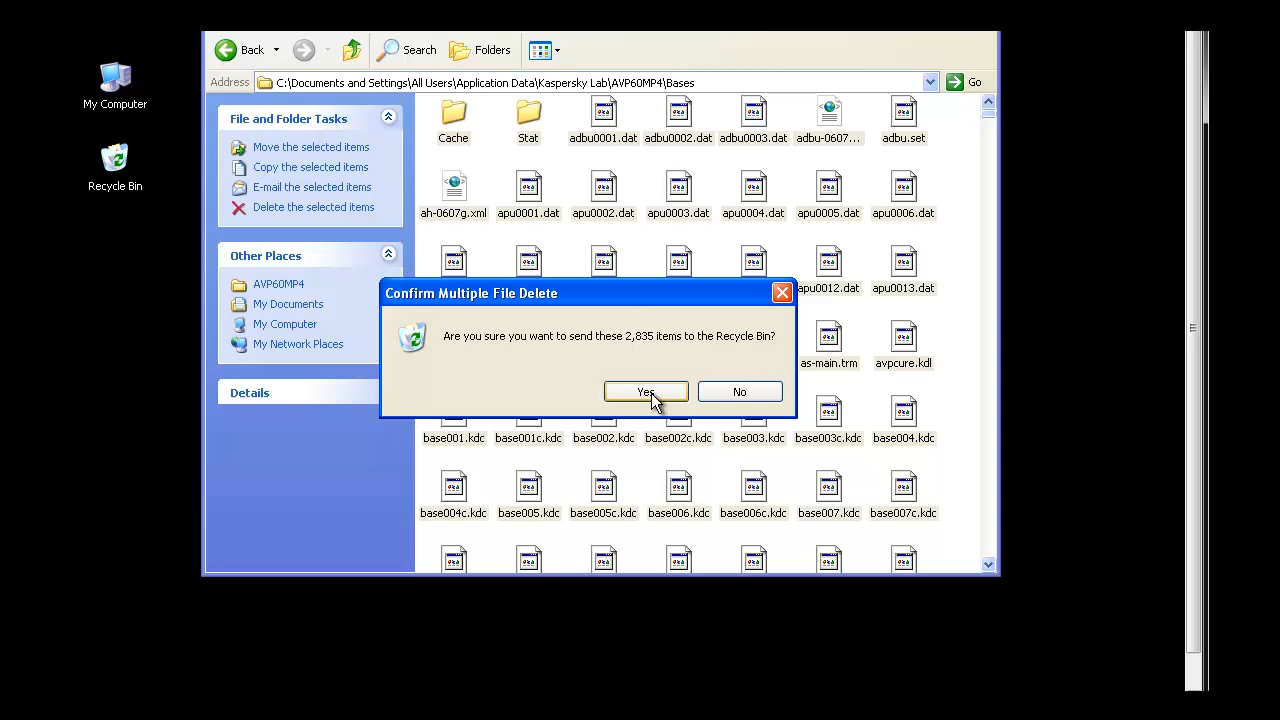 Back
Search
Folders
My Computer
Recycle Bin
Address C:\Documents and Settings\All Users\Application Data\Kaspersky Lab\AVP60MP4\Bases Go
File and Folder Tasks
Move the selected items
Copy the selected items
E-mail the selected items
Delete the selected items
Other Places
AVP60MP4
My Documents
My Computer
My Network Places
Details
Cache Stat adbu0001.dat adbu0002.dat adbu0003.dat adbu-0607... adbu.set
ah-0607g.xml apu0001.dat apu0002.dat apu0003.dat apu0004.dat apu0005.dat apu0006.dat
apu0012.dat apu0013.dat
Confirm Multiple File Delete
Are you sure you want to send these 2,835 items to the Recycle Bin?
Yes No
as-main.trm avpcure.kdl
base001.kdc base001c.kdc base002.kdc base002c.kdc base003.kdc base003c.kdc base004.kdc
base004c.kdc base005.kdc base005c.kdc base006.kdc base006c.kdc base007.kdc base007c.kdc